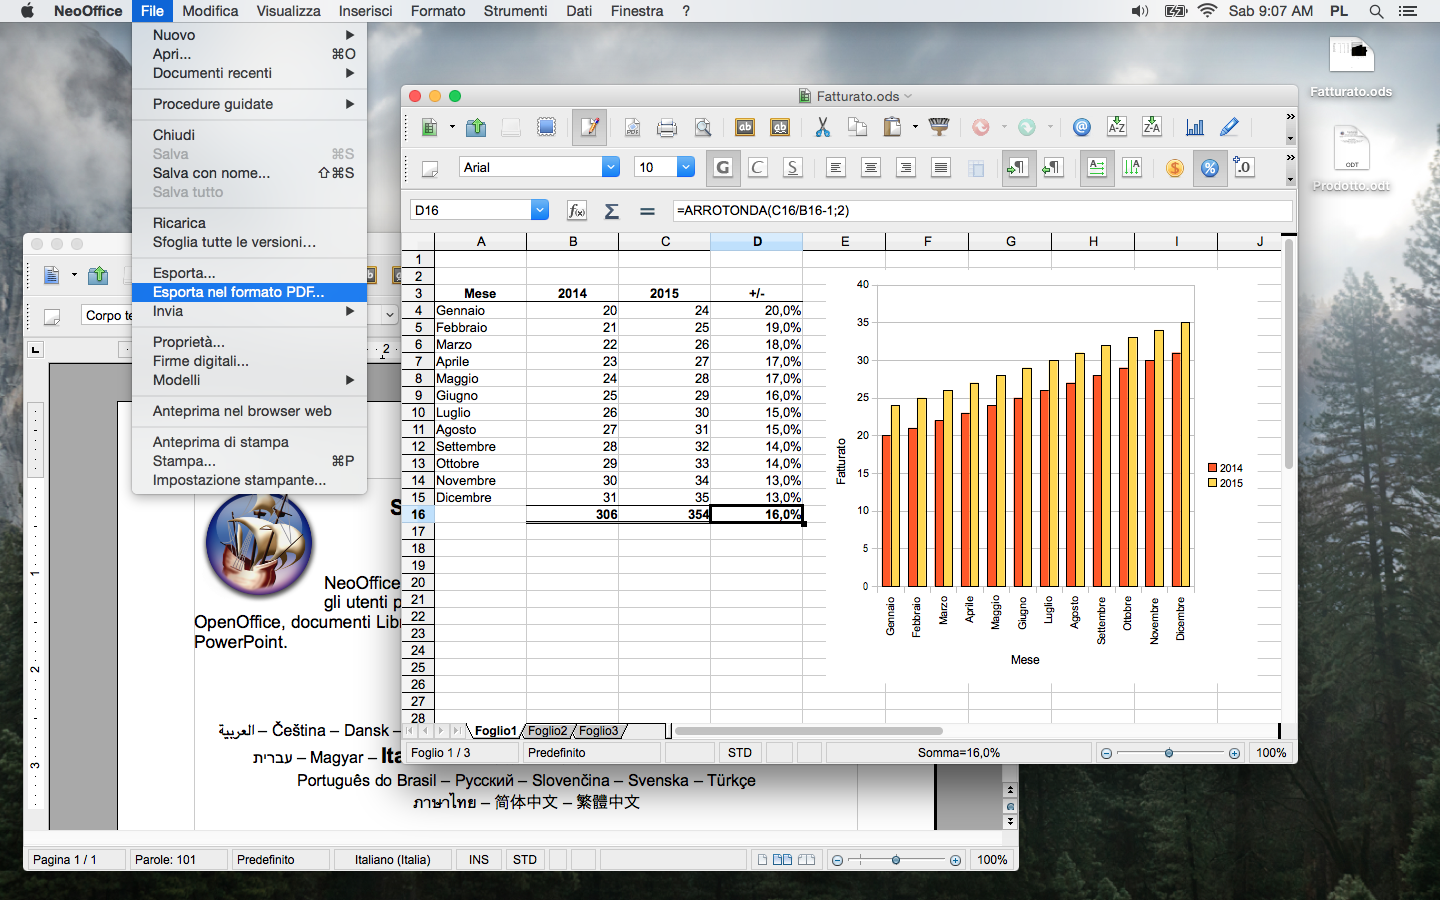 NeoOffice File Modifica Visualizza Inserisci Formato Strumenti Dati Finestra ? Sab 9:07 AM PL
Nuovo
Apri... ⌘O
Documenti recenti
Procedure guidate
Chiudi
Salva ⌘S
Salva con nome... ⇧⌘S
Salva tutto
Ricarica
Sfoglia tutte le versioni...
Esporta...
Esporta nel formato PDF...
Invia
Proprietà...
Firme digitali...
Modelli
Anteprima nel browser web
Anteprima di stampa
Stampa... ⌘P
Impostazione stampante...
Fatturato.ods
Prodotto.odt
ODT
Fatturato.ods
Arial 10 G C S
D16 f(x) Σ = =ARROTONDA(C16/B16-1;2)
A B C D E F G H I J
1
2
3 Mese 2014 2015 +/-
4 Gennaio 20 24 20,0%
5 Febbraio 21 25 19,0%
6 Marzo 22 26 18,0%
7 Aprile 23 27 17,0%
8 Maggio 24 28 17,0%
9 Giugno 25 29 16,0%
10 Luglio 26 30 15,0%
11 Agosto 27 31 15,0%
12 Settembre 28 32 14,0%
13 Ottobre 29 33 14,0%
14 Novembre 30 34 13,0%
15 Dicembre 31 35 13,0%
16 306 354 16,0%
17
18
19
20
21
22
23
24
25
26
27
28
40
35
30
25
20
15
10
5
0
Fatturato
Gennaio Febbraio Marzo Aprile Maggio Giugno Luglio Agosto Settembre Ottobre Novembre Dicembre
Mese
2014
2015
Foglio1 Foglio2 Foglio3
Foglio 1 / 3 Predefinito STD Somma=16,0% 100%
Corpo te
2
S
NeoOffice
gli utenti p
OpenOffice, documenti Lib
PowerPoint.
العربية – Čeština – Dansk –
עברית – Magyar – Ita
Português do Brasil – Русский – Slovenčina – Svenska – Türkçe
ภาษาไทย – 简体中文 – 繁體中文
1
2
3
Pagina 1 / 1 Parole: 101 Predefinito Italiano (Italia) INS STD 100%